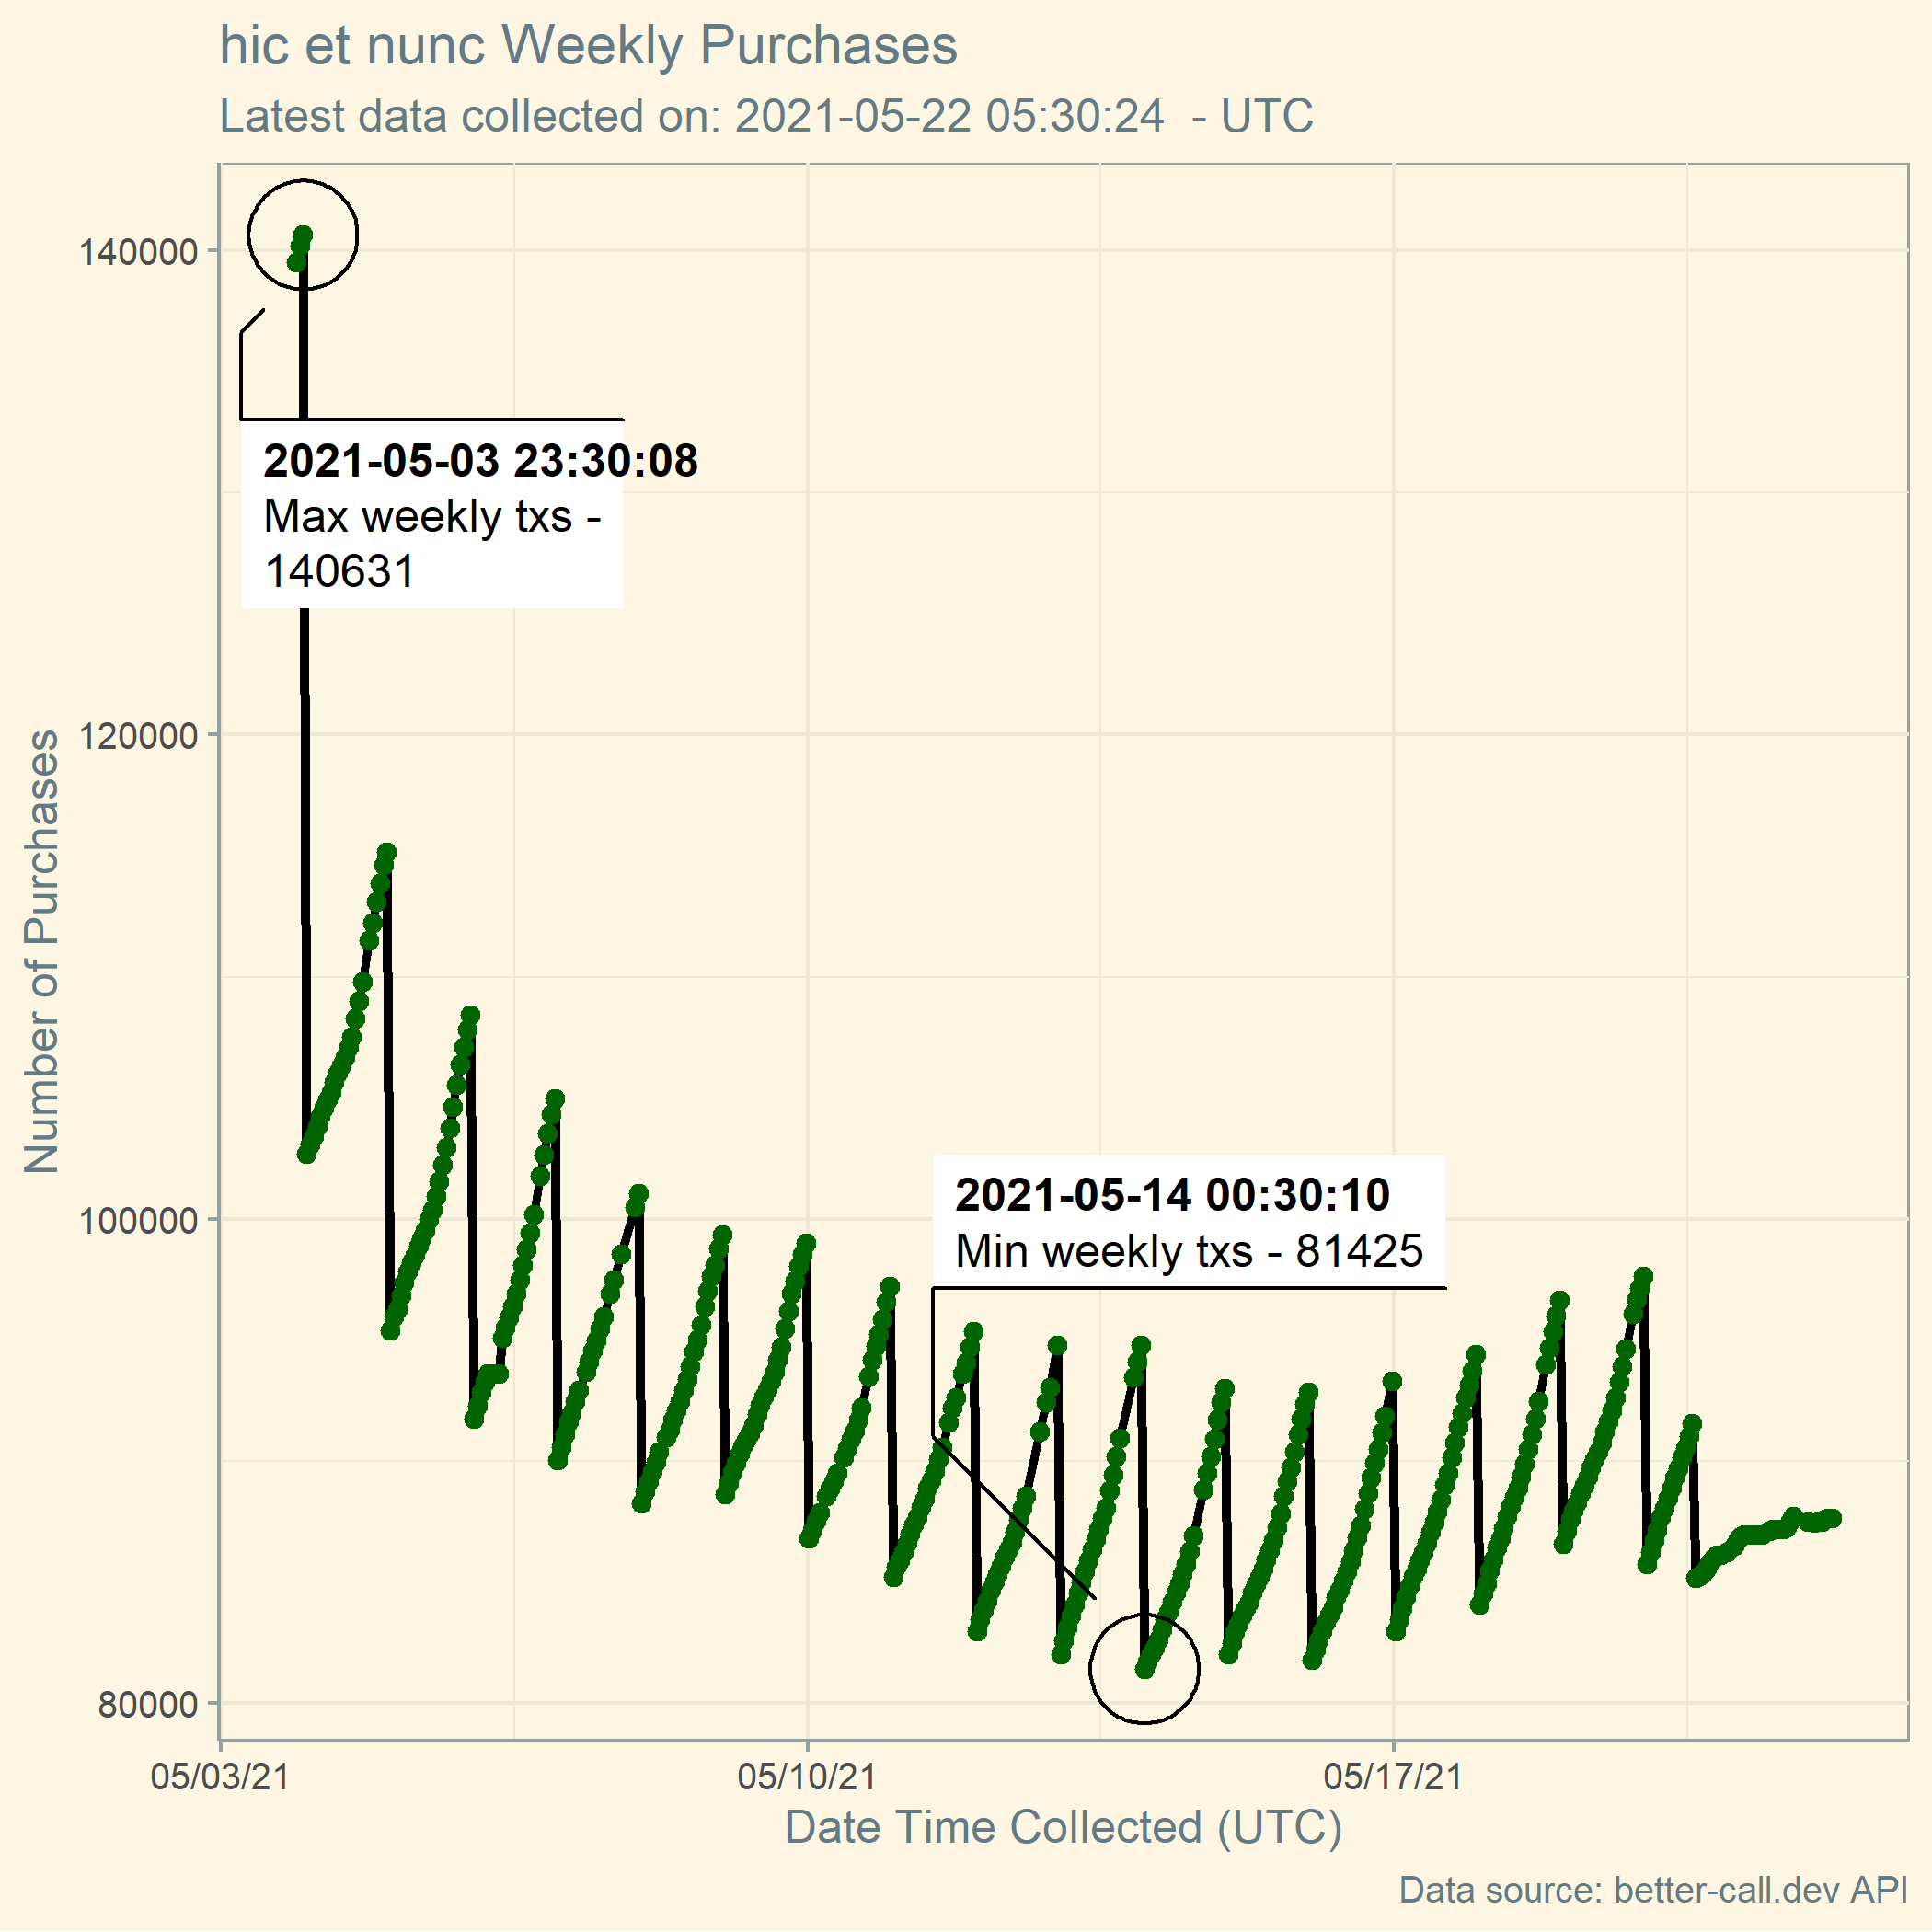 hic et nunc Weekly Purchases
Latest data collected on: 2021-05-22 05:30:24  - UTC
Number of Purchases
140000
120000
100000
80000
2021-05-03 23:30:08
Max weekly txs -
140631
2021-05-14 00:30:10
Min weekly txs - 81425
05/03/21
05/10/21
05/17/21
Date Time Collected (UTC)
Data source: better-call.dev API